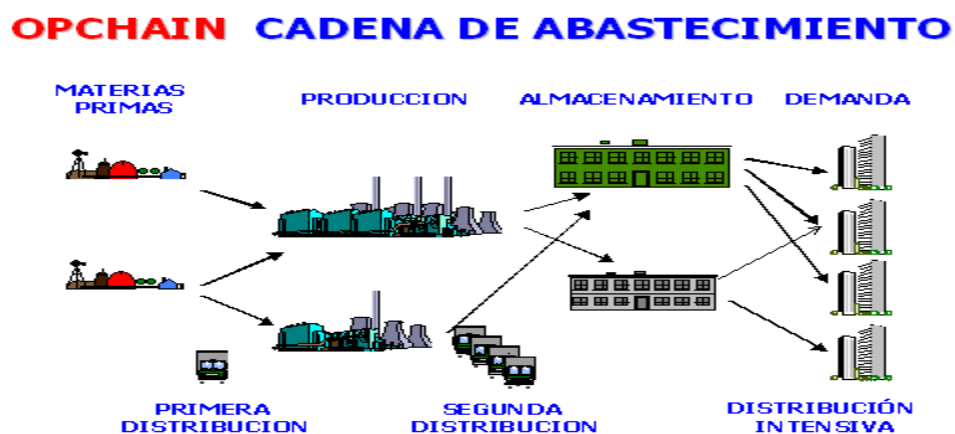 OPCHAIN CADENA DE ABASTECIMIENTO
MATERIAS
PRIMAS
PRODUCCION
ALMACENAMIENTO
DEMANDA
PRIMERA
DISTRIBUCION
SEGUNDA
DISTRIBUCION
DISTRIBUCIÓN
INTENSIVA